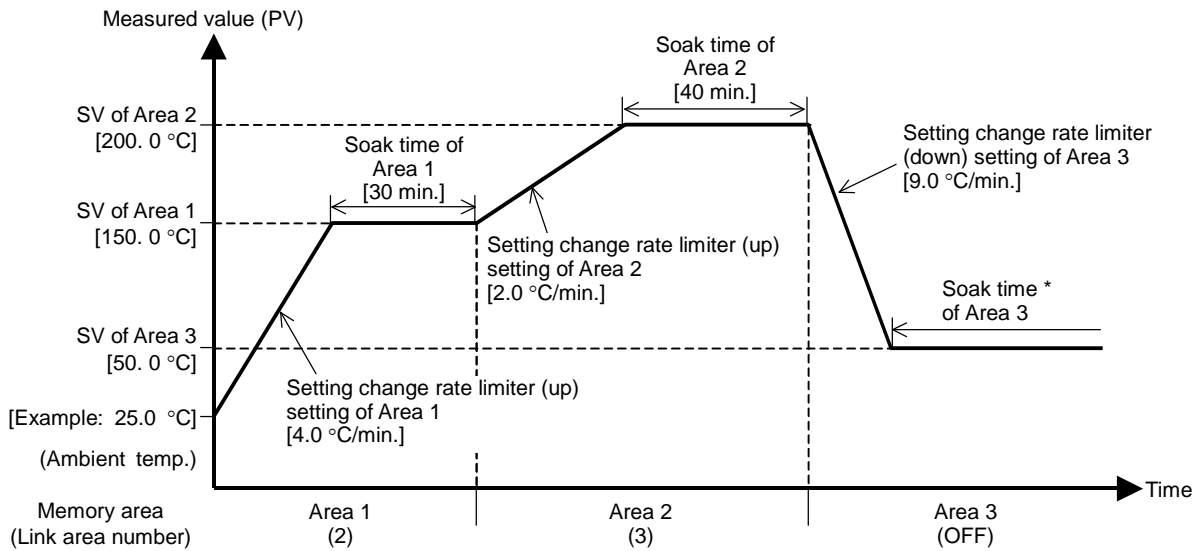 Measured value (PV)
Soak time of
Area 2
[40 min.]
SV of Area 2
[200. 0 °C]
Soak time of
Area 1
[30 min.]
Setting change rate limiter
(down) setting of Area 3
[9.0 °C/min.]
SV of Area 1
[150. 0 °C]
Setting change rate limiter (up)
setting of Area 2
[2.0 °C/min.]
Soak time *
of Area 3
SV of Area 3
[50. 0 °C]
Setting change rate limiter (up)
setting of Area 1
[4.0 °C/min.]
[Example: 25.0 °C]
(Ambient temp.)
Time
Memory area
(Link area number)
Area 1
(2)
Area 2
(3)
Area 3
(OFF)